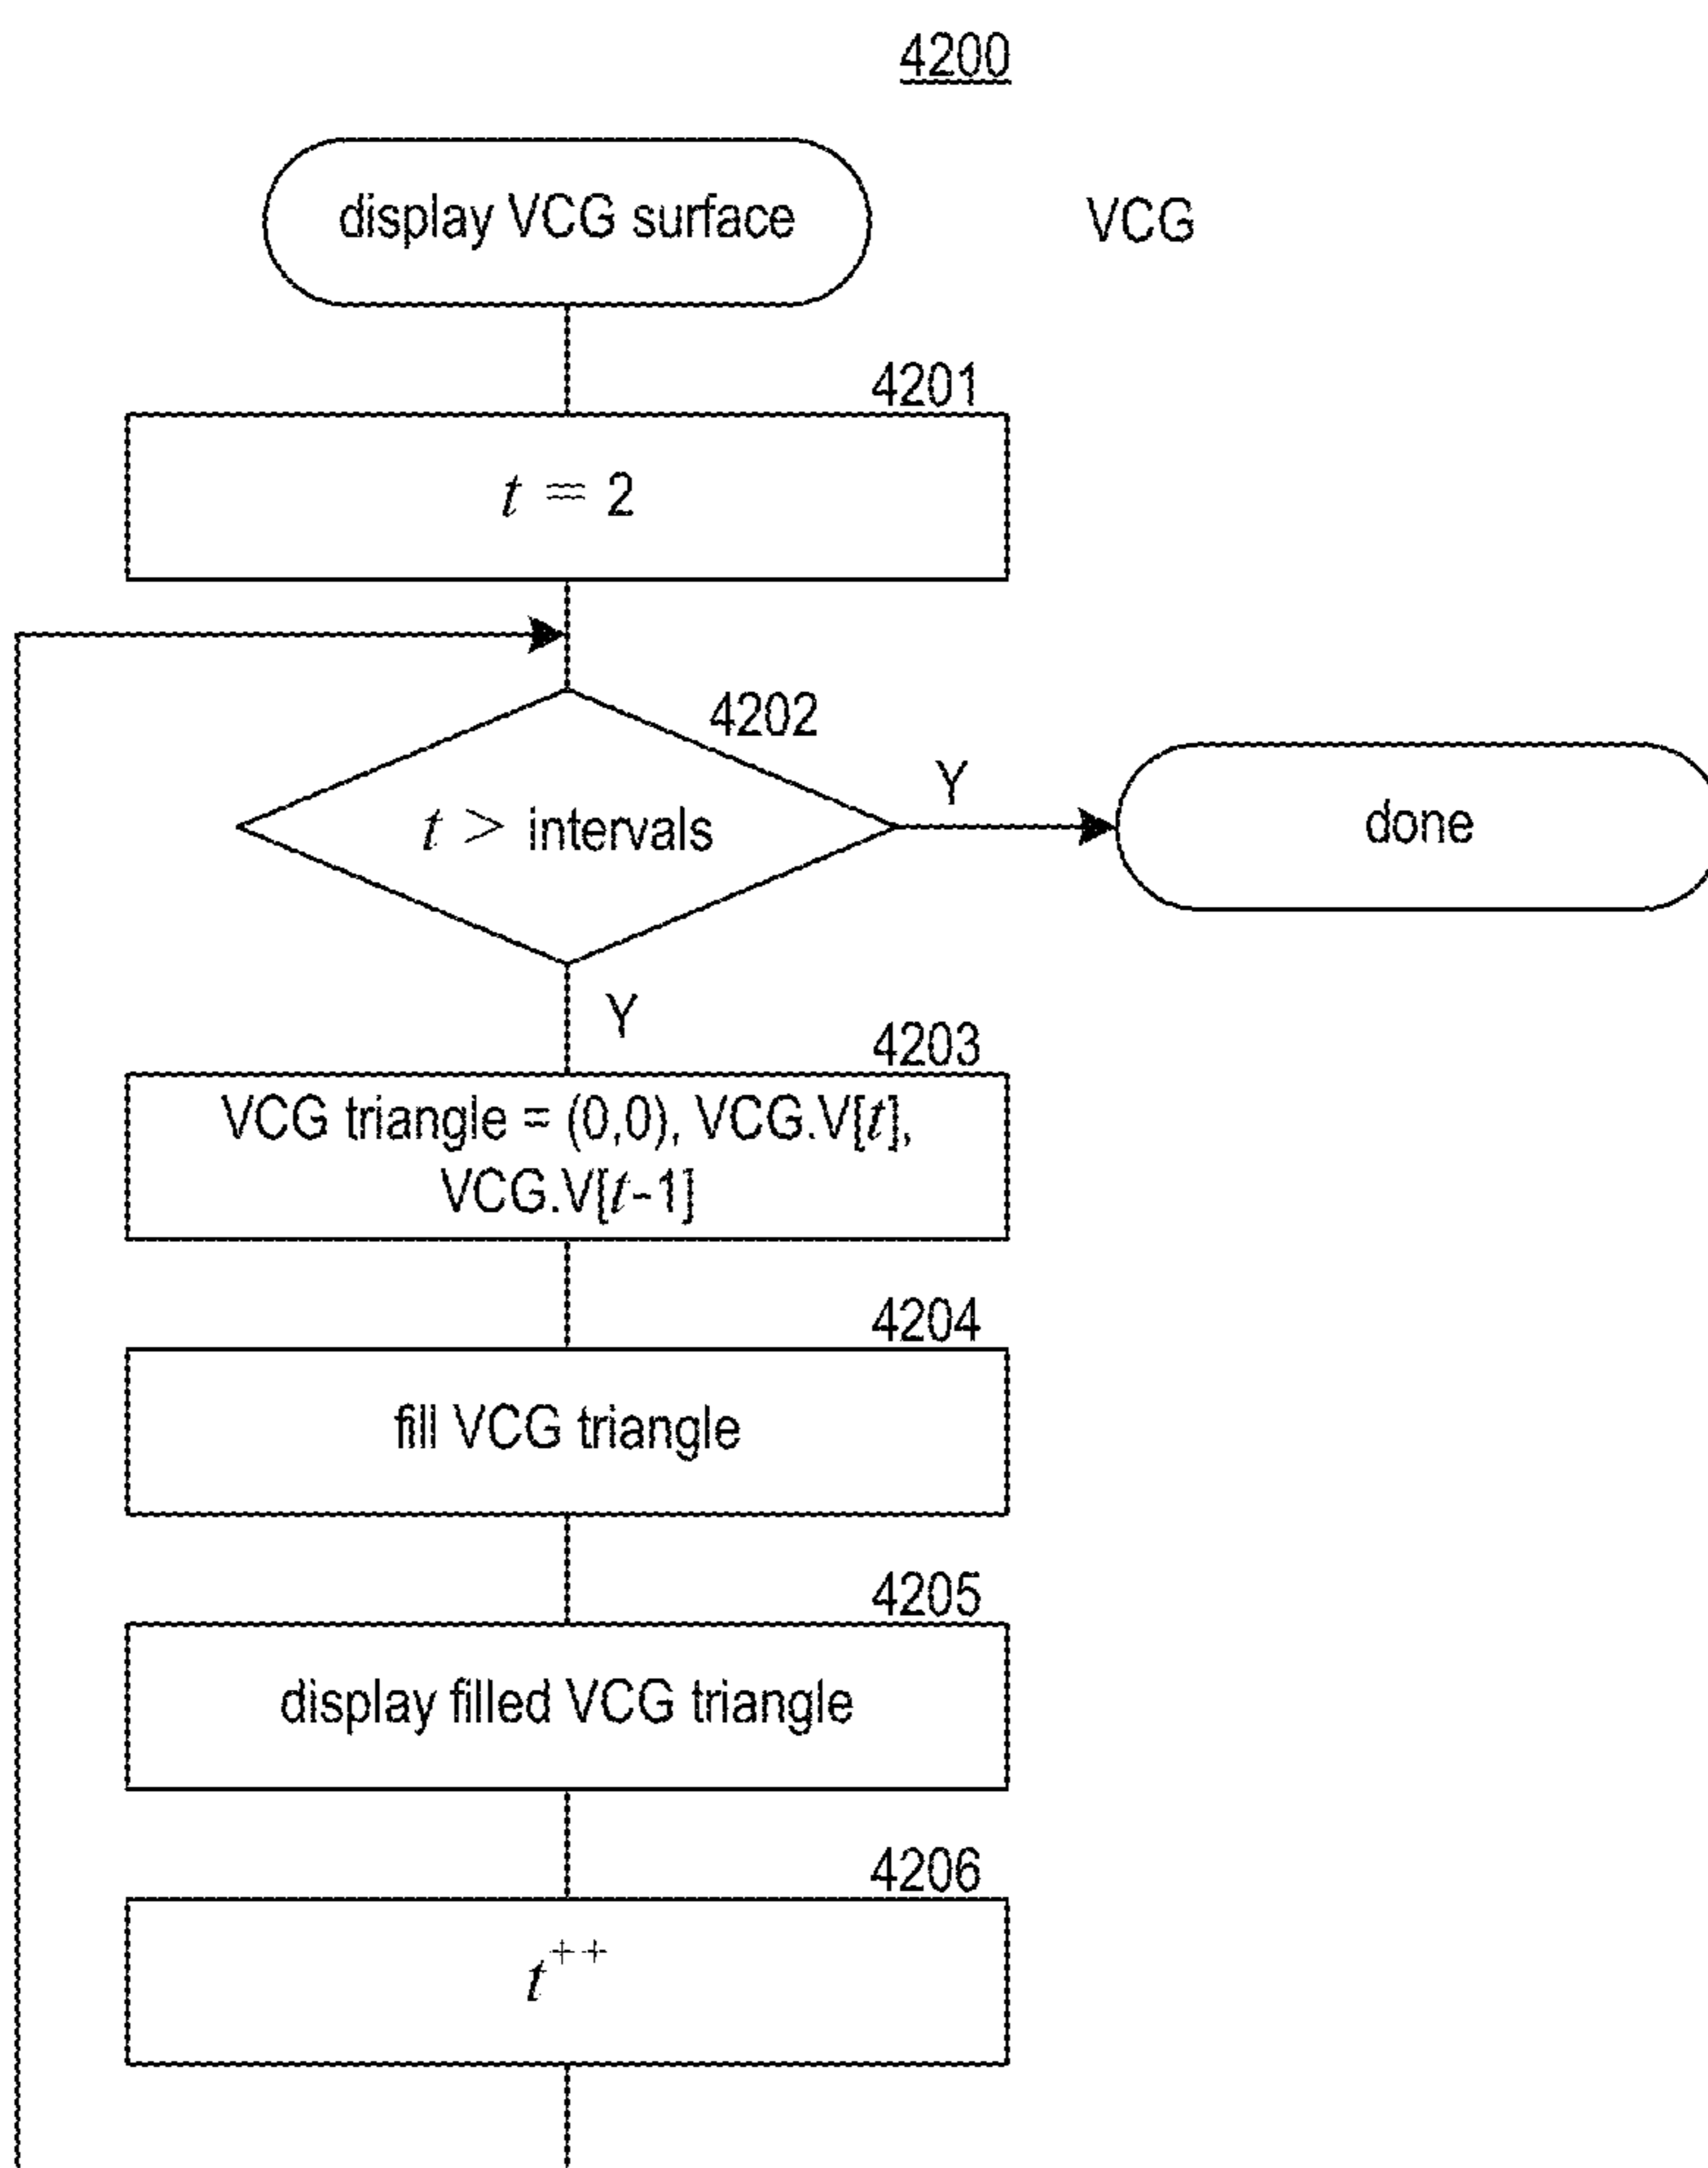 4200
display VCG surface
VCG
4201
t = 2
4202
t > intervals
Y
done
Y
4203
VCG triangle = (0,0), VCG.V[t],
VCG.V[t-1]
4204
fill VCG triangle
4205
display filled VCG triangle
4206
t++